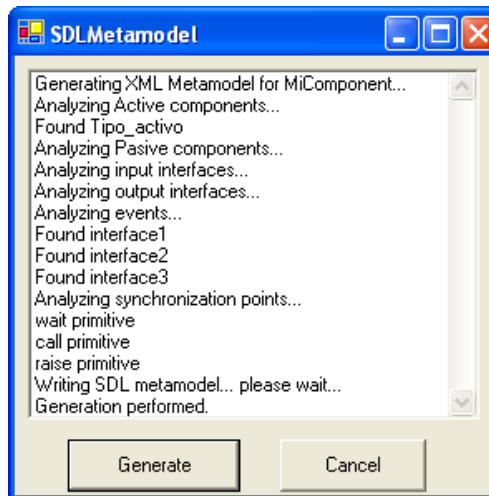 SDLMetamodel
Generating XML Metamodel for MiComponent...
Analyzing Active components...
Found Tipo_activo
Analyzing Pasive components...
Analyzing input interfaces...
Analyzing output interfaces...
Analyzing events...
Found interface1
Found interface2
Found interface3
Analyzing synchronization points...
wait primitive
call primitive
raise primitive
Writing SDL metamodel... please wait...
Generation performed.
Generate Cancel